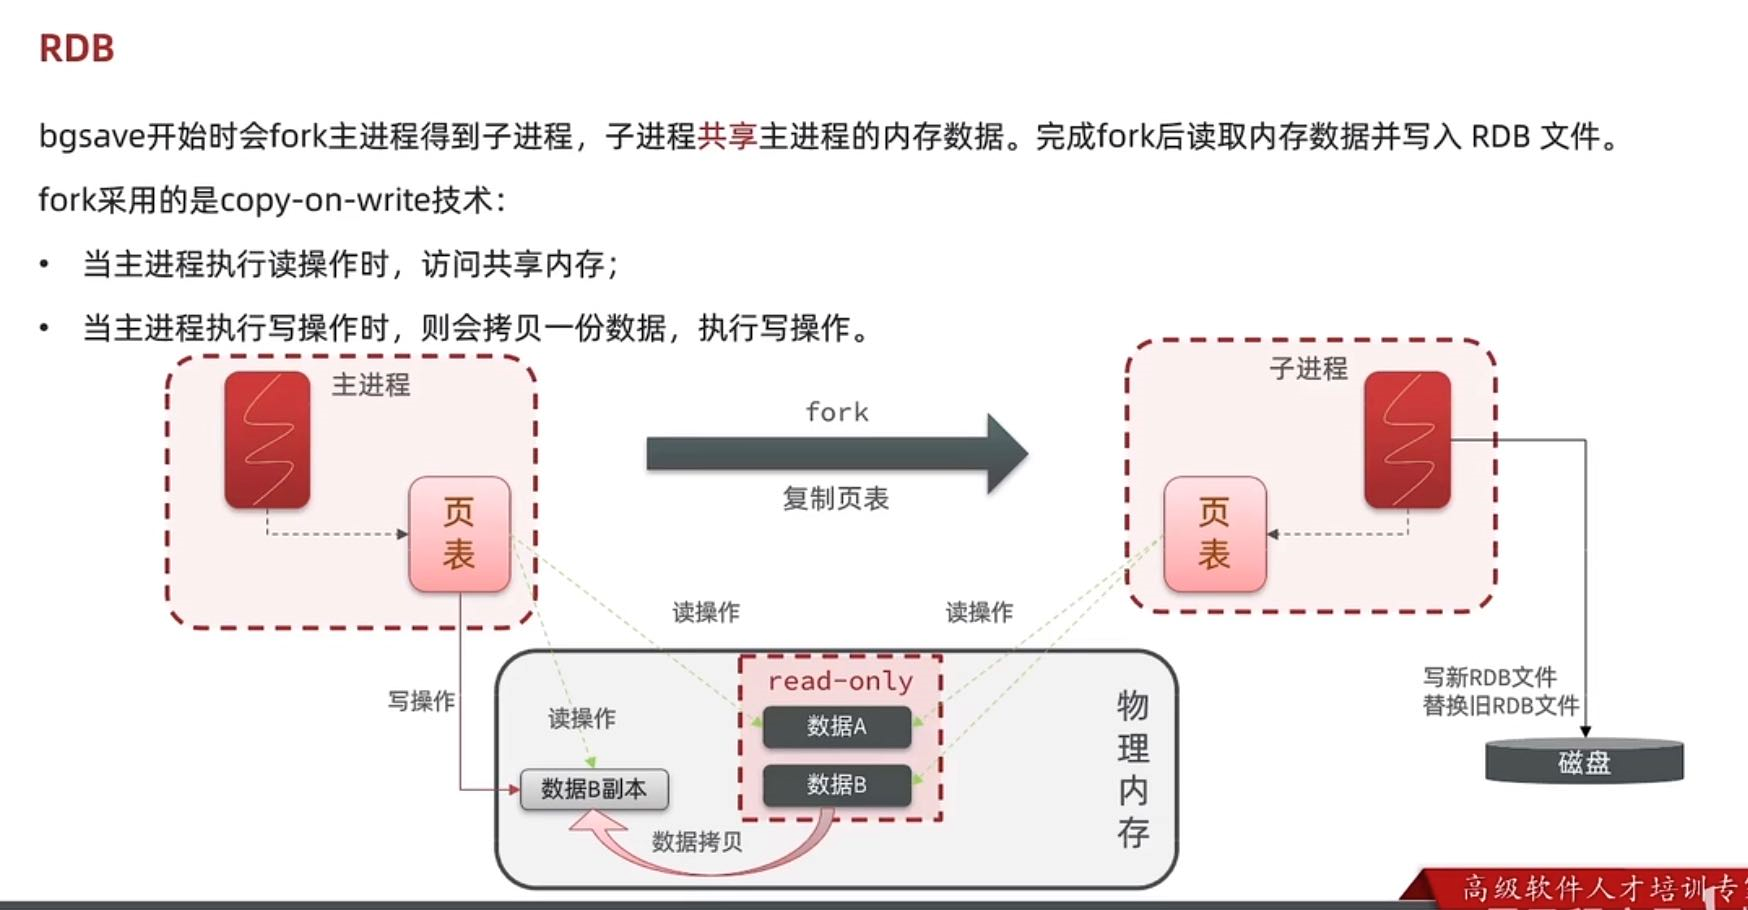 RDB
bgsave开始时会fork主进程得到子进程，子进程共享主进程的内存数据。完成fork后读取内存数据并写入 RDB 文件。
fork采用的是copy-on-write技术：
• 当主进程执行读操作时，访问共享内存；
• 当主进程执行写操作时，则会拷贝一份数据，执行写操作。
主进程
页表
fork
复制页表
子进程
页表
读操作
读操作
写操作
读操作
read-only
数据A
数据B
数据B副本
数据拷贝
物理内存
写新RDB文件
替换旧RDB文件
磁盘
高级软件人才培训专